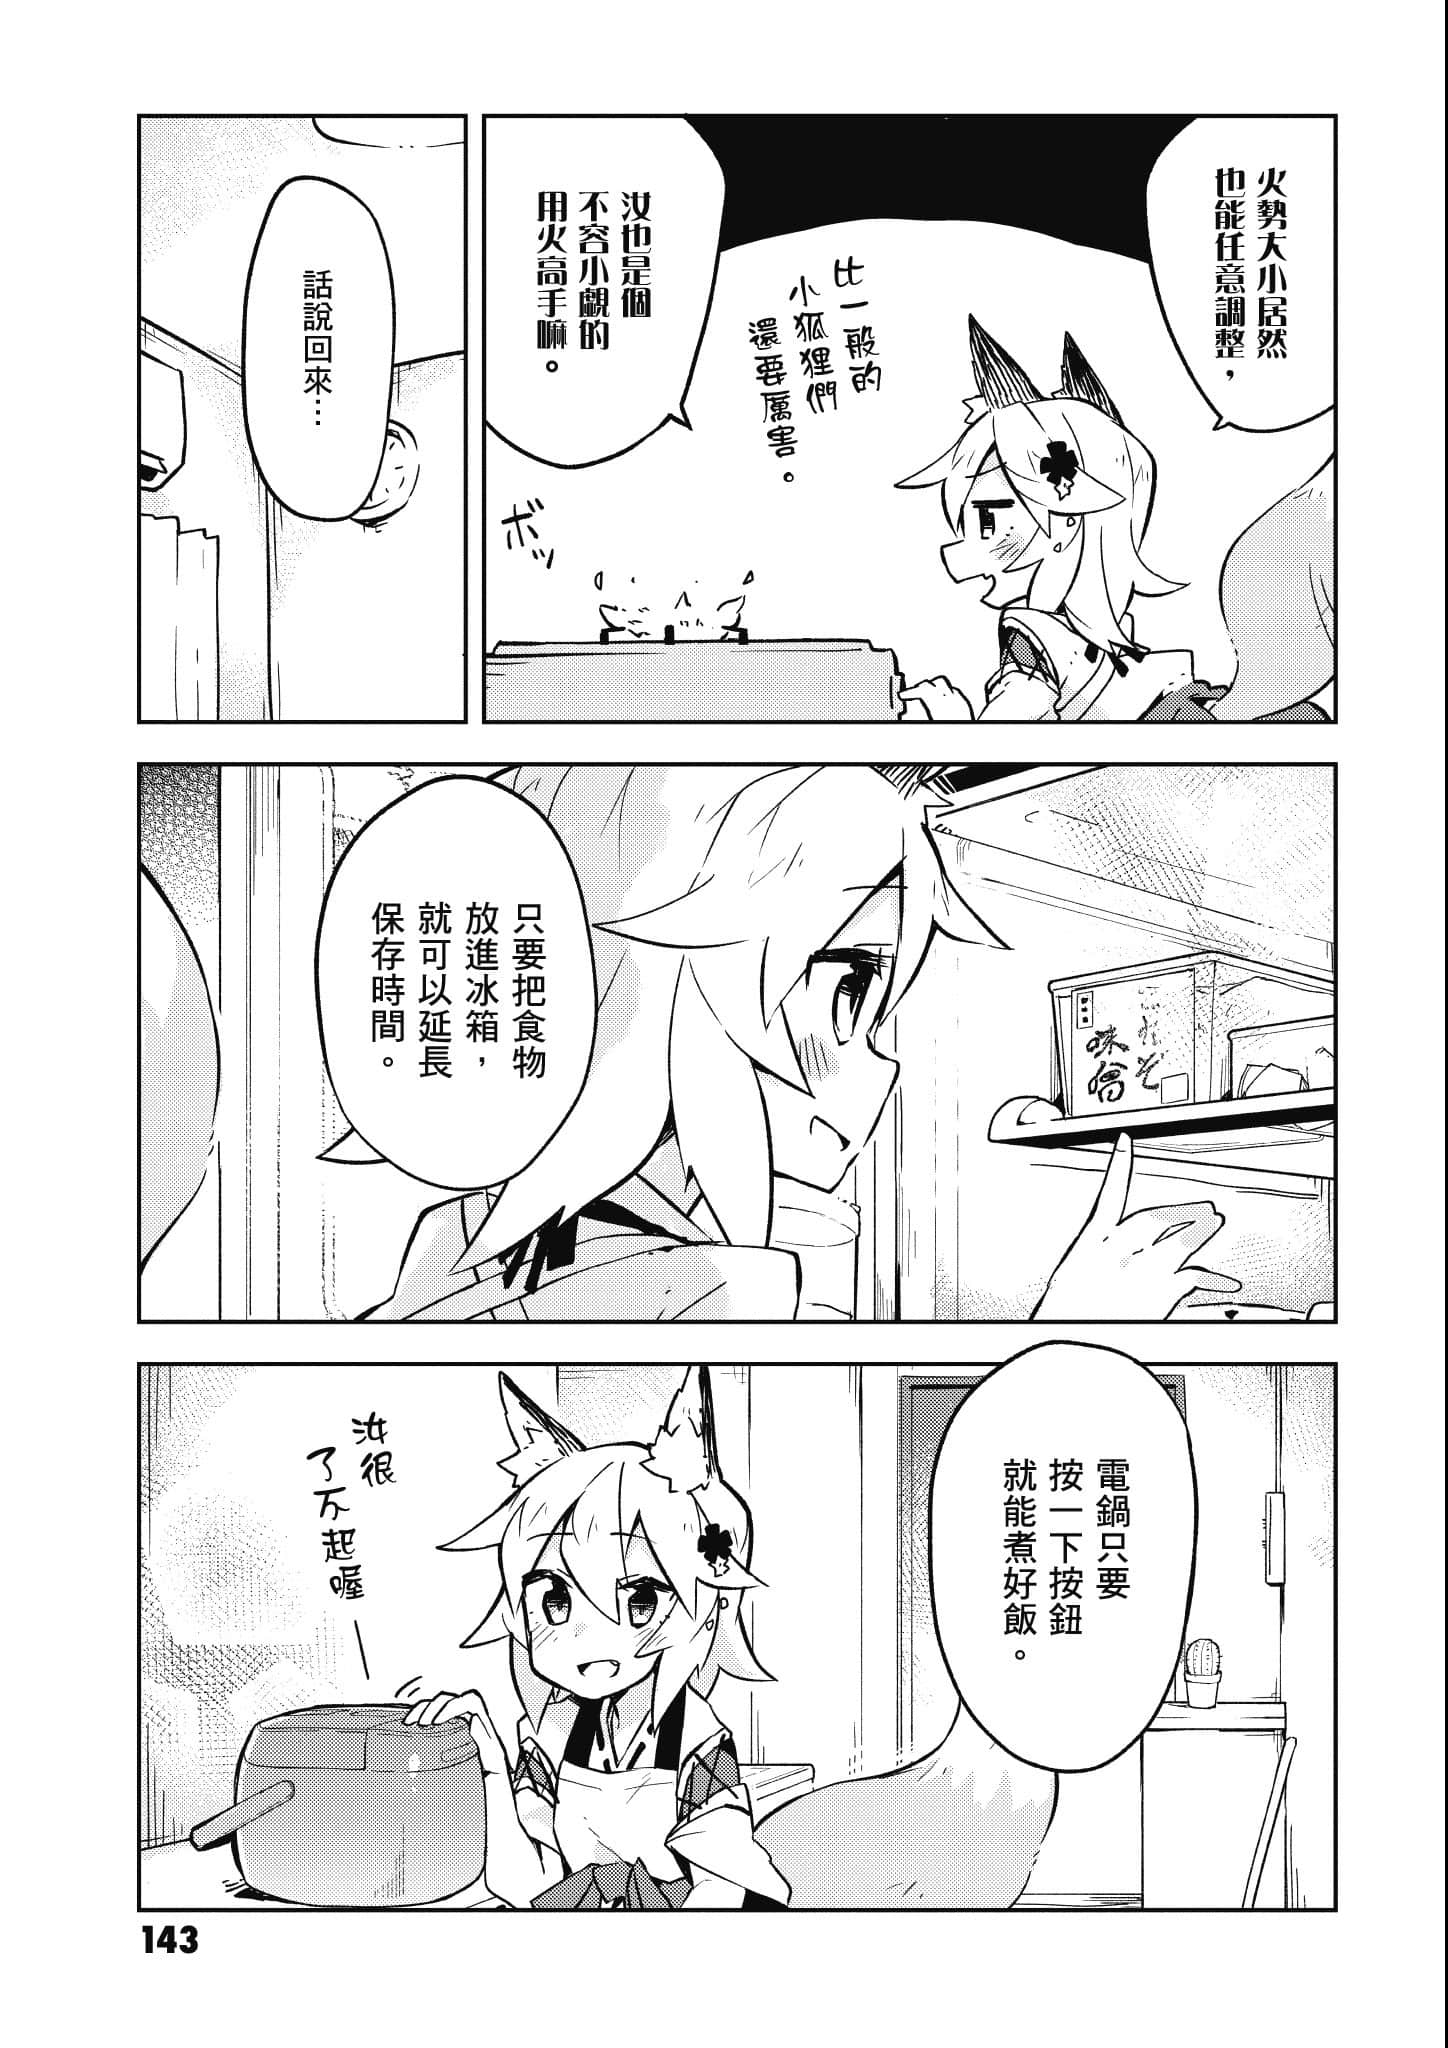 火勢大小居然
也能任意調整，
比一般的
小狐狸們
還要厲害。
汝也是個
不容小覷的
用火高手嘛。
ボッ
話說回來…
只要把食物
放進冰箱，
就可以延長
保存時間。
味噌
電鍋只要
按一下按鈕
就能煮好飯。
汝很
了不起喔
143